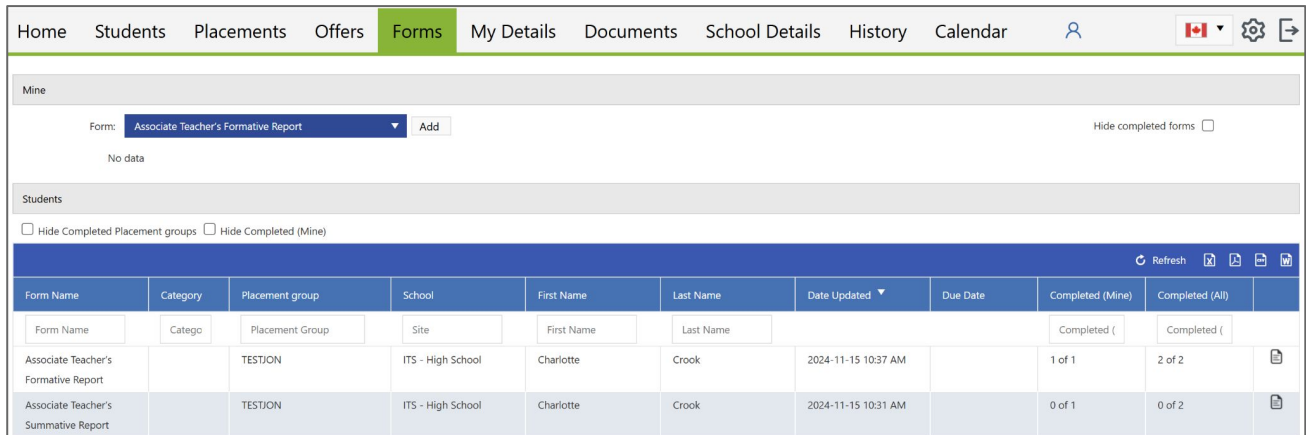 Home Students Placements Offers Forms My Details Documents School Details History Calendar
Mine
Form: Associate Teacher's Formative Report Add Hide completed forms
No data
Students
Hide Completed Placement groups Hide Completed (Mine)
Refresh
Form Name Category Placement group School First Name Last Name Date Updated Due Date Completed (Mine) Completed (All)
Form Name Catego Placement Group Site First Name Last Name Completed ( Completed (
Associate Teacher's TESTJON ITS - High School Charlotte Crook 2024-11-15 10:37 AM 1 of 1 2 of 2
Formative Report
Associate Teacher's TESTJON ITS - High School Charlotte Crook 2024-11-15 10:31 AM 0 of 1 0 of 2
Summative Report